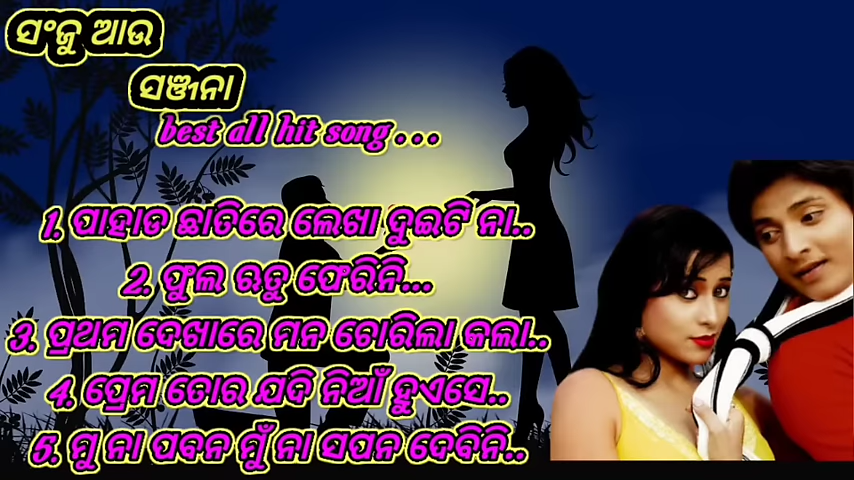 ସଂଜୁ ଆଉ
ସଞ୍ଜନା
best all hit song . . .
1. ପାହାଡ ଛାତିରେ ଲେଖା ଦୁଇଟି ନା..
2. ଫୁଲ ଋତୁ ଫେରିନି...
3. ପ୍ରଥମ ଦେଖାରେ ମନ ଚୋରିଲା କଲା..
4. ପ୍ରେମ ତୋର ଯଦି ନିଆଁ ହୁଏସେ..
5. ମୁ ନା ପବନ ମୁଁ ନା ସପନ ଦେବିନି..